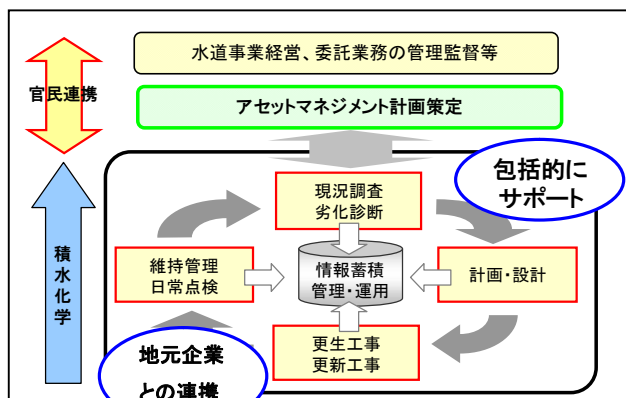 水道事業経営、委託業務の管理監督等
官民連携
アセットマネジメント計画策定
包括的に
サポート
現況調査
劣化診断
積水化学
維持管理
日常点検
情報蓄積
管理・運用
計画・設計
更生工事
更新工事
地元企業
との連携